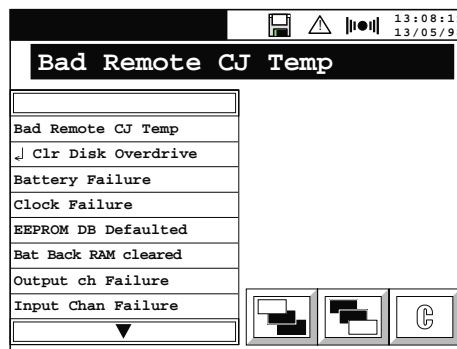 13:08:1
13/05/9
Bad Remote CJ Temp
Bad Remote CJ Temp
Clr Disk Overdrive
Battery Failure
Clock Failure
EEPROM DB Defaulted
Bat Back RAM cleared
Output ch Failure
Input Chan Failure
C